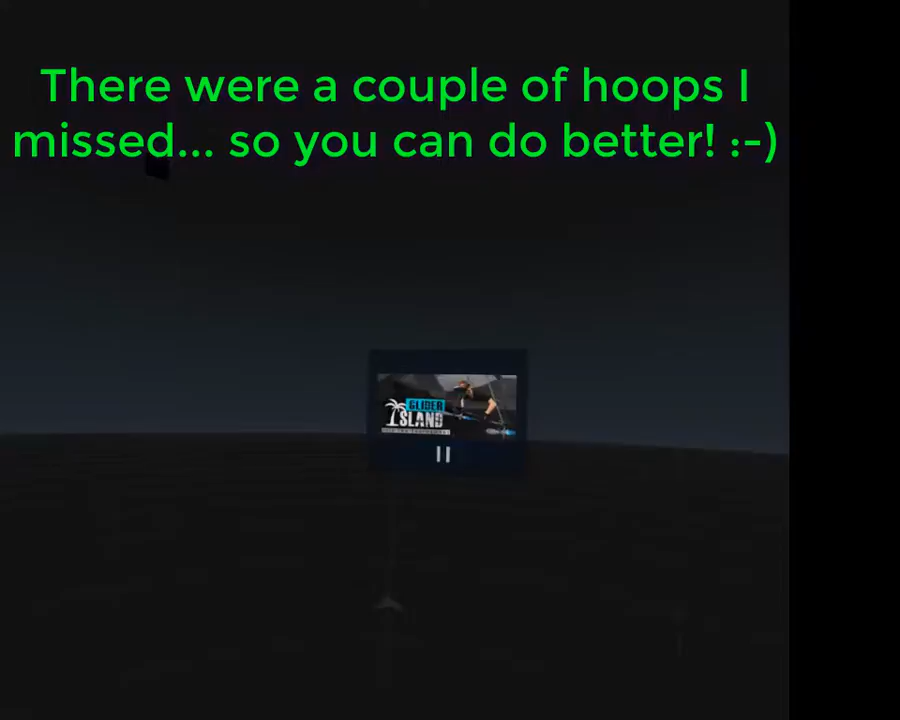 There were a couple of hoops I
missed... so you can do better! :-)
GLIDER
ISLAND